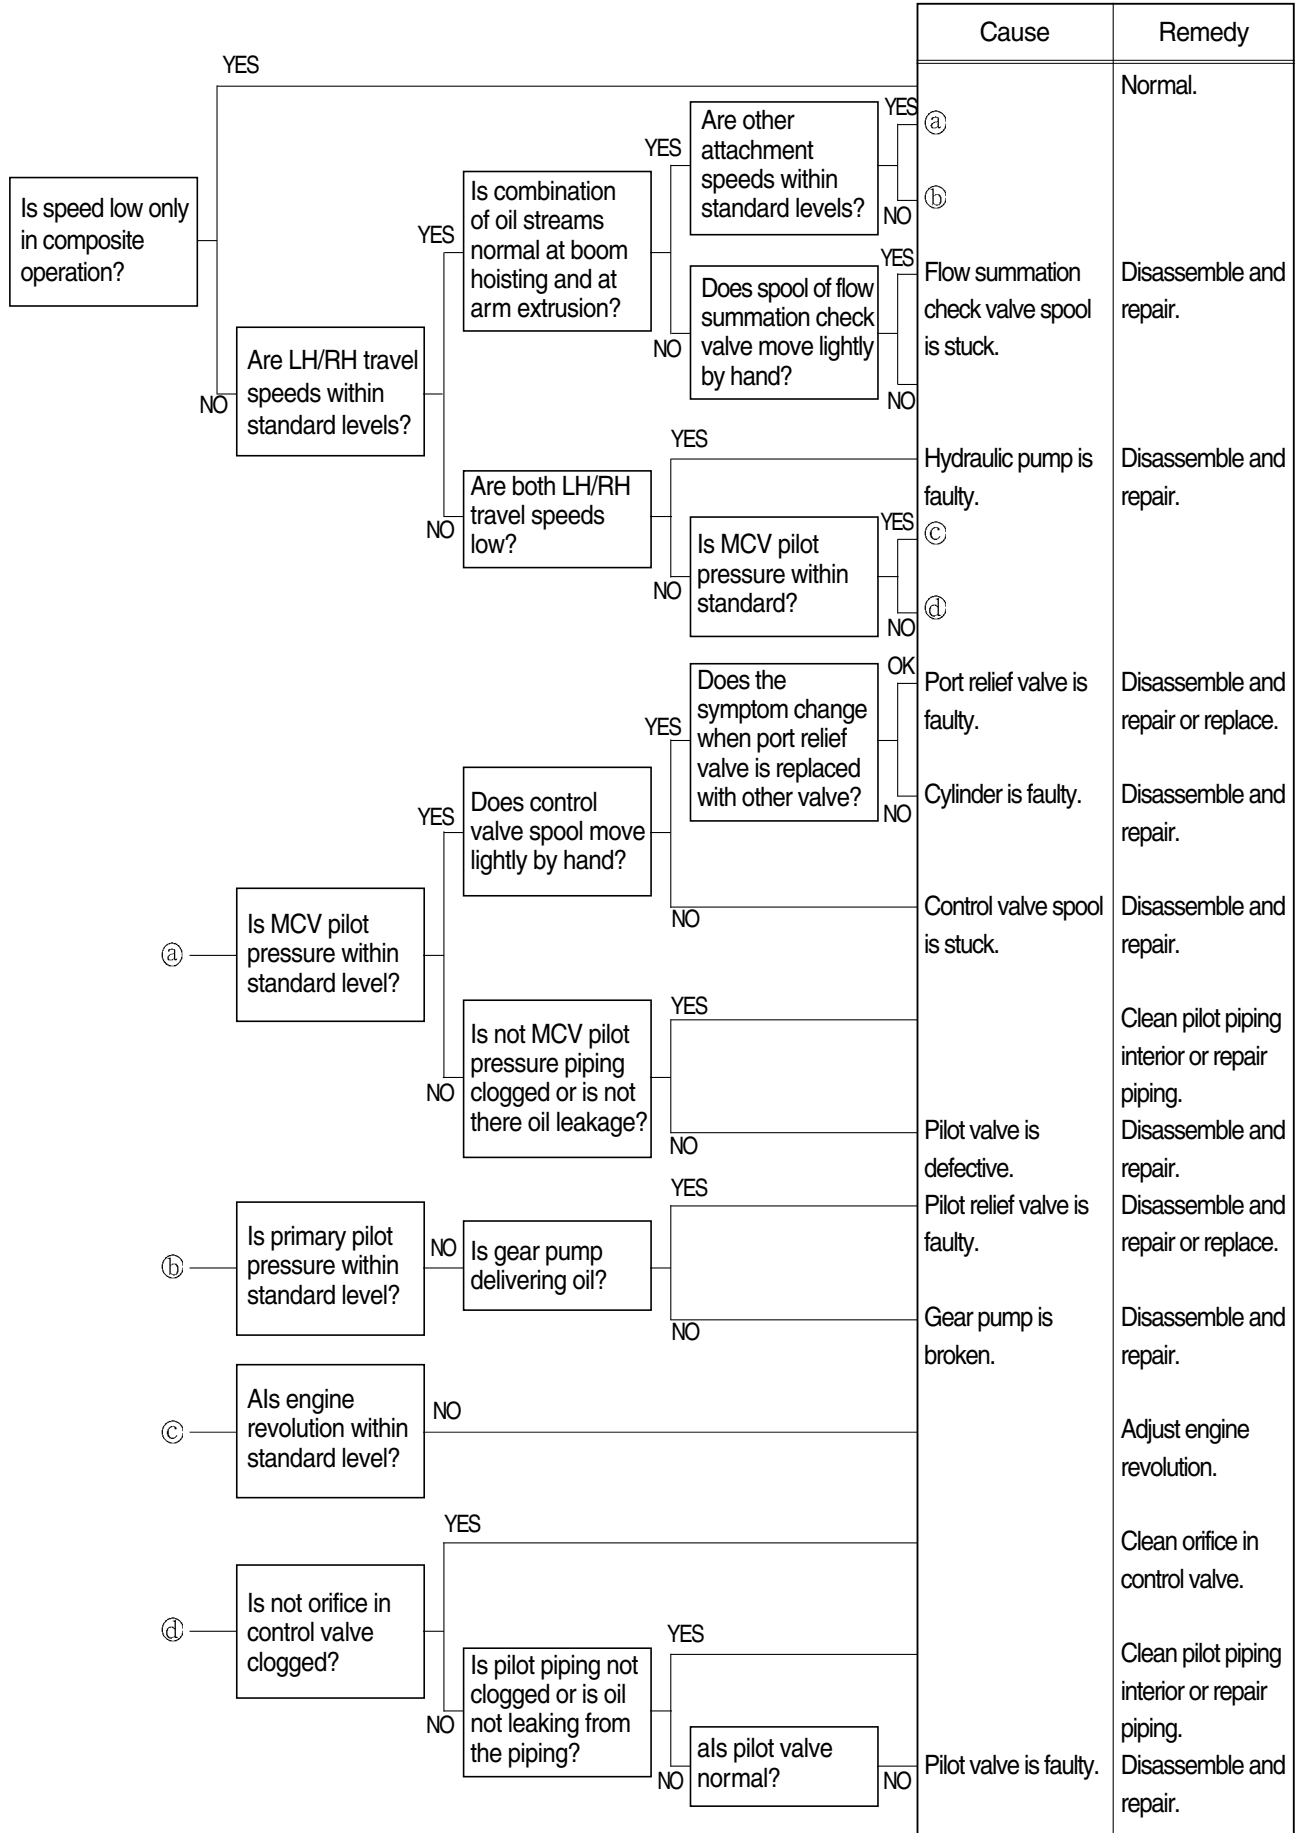 Cause
Remedy
YES
Normal.
Is speed low only
in composite
operation?
NO
Are LH/RH travel
speeds within
standard levels?
YES
Is combination
of oil streams
normal at boom
hoisting and at
arm extrusion?
YES
Are other
attachment
speeds within
standard levels?
YES
ⓐ
NO
ⓑ
NO
Does spool of flow
summation check
valve move lightly
by hand?
YES
Flow summation
check valve spool
is stuck.
Disassemble and
repair.
NO
NO
Are both LH/RH
travel speeds
low?
YES
Hydraulic pump is
faulty.
Disassemble and
repair.
NO
Is MCV pilot
pressure within
standard?
YES
ⓒ
NO
ⓓ
ⓐ
Is MCV pilot
pressure within
standard level?
YES
Does control
valve spool move
lightly by hand?
YES
Does the
symptom change
when port relief
valve is replaced
with other valve?
OK
Port relief valve is
faulty.
Disassemble and
repair or replace.
NO
Cylinder is faulty.
Disassemble and
repair.
NO
Control valve spool
is stuck.
Disassemble and
repair.
NO
Is not MCV pilot
pressure piping
clogged or is not
there oil leakage?
YES
Clean pilot piping
interior or repair
piping.
NO
Pilot valve is
defective.
Disassemble and
repair.
ⓑ
Is primary pilot
pressure within
standard level?
NO
Is gear pump
delivering oil?
YES
Pilot relief valve is
faulty.
Disassemble and
repair or replace.
NO
Gear pump is
broken.
Disassemble and
repair.
ⓒ
AIs engine
revolution within
standard level?
NO
Adjust engine
revolution.
ⓓ
Is not orifice in
control valve
clogged?
YES
Clean orifice in
control valve.
NO
Is pilot piping not
clogged or is oil
not leaking from
the piping?
YES
Clean pilot piping
interior or repair
piping.
NO
aIs pilot valve
normal?
NO
Pilot valve is faulty.
Disassemble and
repair.